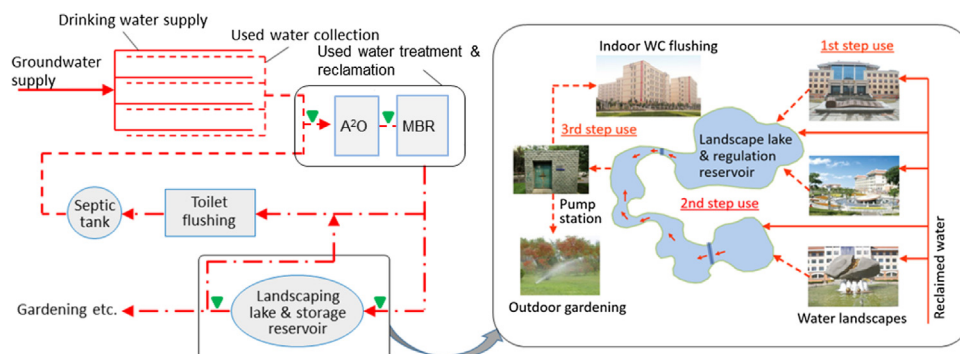 Drinking water supply
Used water collection
Used water treatment &
reclamation
Groundwater
supply
A²O
MBR
Septic
tank
Toilet
flushing
Gardening etc.
Landscaping
lake & storage
reservoir
Indoor WC flushing
1st step use
3rd step use
Landscape lake
& regulation
reservoir
Pump
station
2nd step use
Outdoor gardening
Water landscapes
Reclaimed water